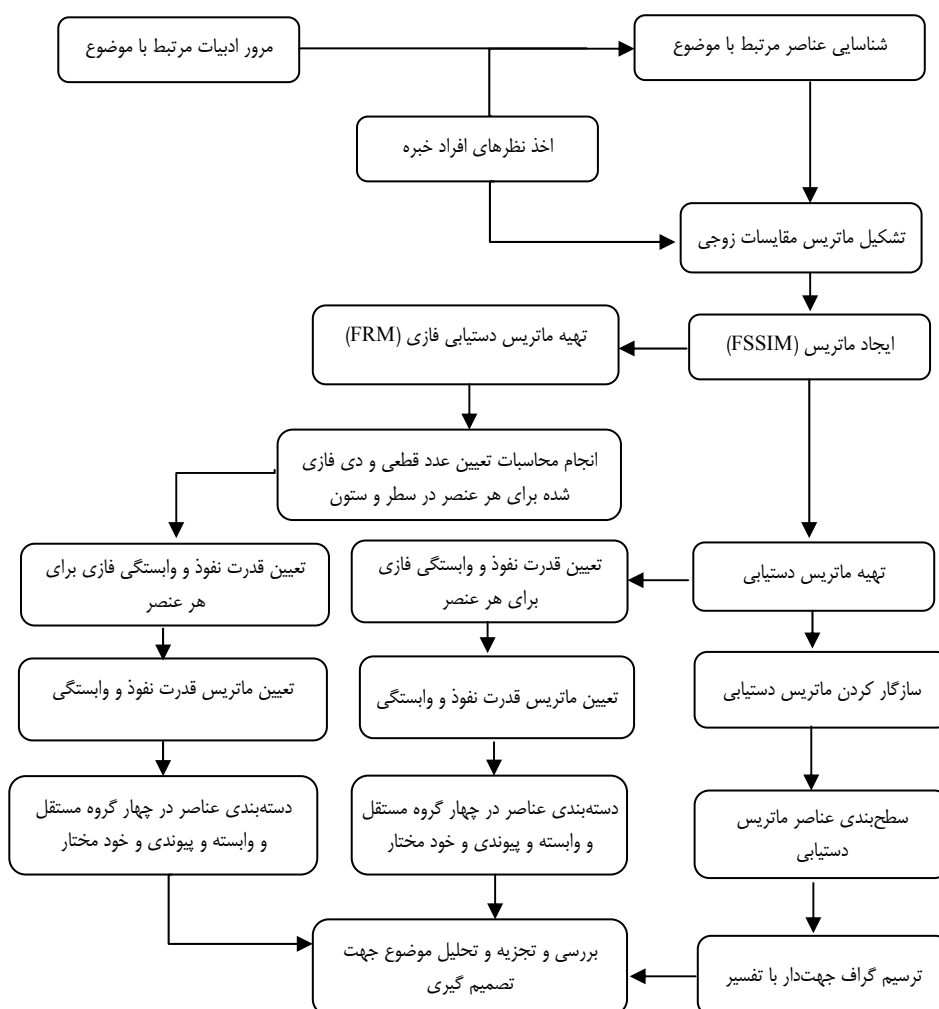 شناسایی عناصر مرتبط با موضوع
مرور ادبیات مرتبط با موضوع
اخذ نظرهای افراد خبره
تشکیل ماتریس مقایسات زوجی
ایجاد ماتریس (FSSIM)
تهیه ماتریس دستیابی فازی (FRM)
انجام محاسبات تعیین عدد قطعی و دی فازی
شده برای هر عنصر در سطر و ستون
تهیه ماتریس دستیابی
تعیین قدرت نفوذ و وابستگی فازی
برای هر عنصر
تعیین قدرت نفوذ و وابستگی فازی برای
هر عنصر
سازگار کردن ماتریس دستیابی
تعیین ماتریس قدرت نفوذ و وابستگی
تعیین ماتریس قدرت نفوذ و وابستگی
سطح‌بندی عناصر ماتریس
دستیابی
دسته‌بندی عناصر در چهار گروه مستقل
و وابسته و پیوندی و خود مختار
دسته‌بندی عناصر در چهار گروه مستقل
و وابسته و پیوندی و خود مختار
ترسیم گراف جهت‌دار با تفسیر
بررسی و تجزیه و تحلیل موضوع جهت
تصمیم گیری